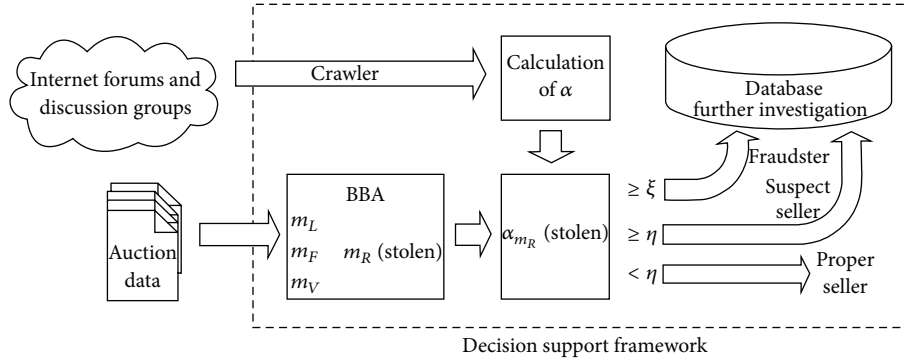 Internet forums and
discussion groups
Crawler
Calculation
of α
Database
further investigation
Auction
data
BBA
m_L
m_F m_R (stolen)
m_V
α_{m_R} (stolen)
≥ ξ
Fraudster
Suspect
seller
≥ η
< η
Proper
seller
Decision support framework